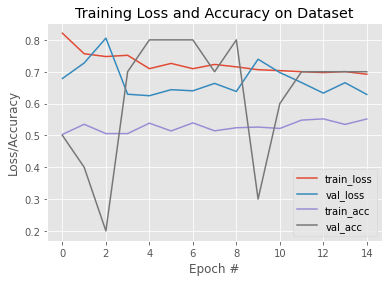 Training Loss and Accuracy on Dataset
Loss/Accuracy
0.8
0.7
0.6
0.5
0.4
0.3
0.2
train_loss
val_loss
train_acc
val_acc
0 2 4 6 8 10 12 14
Epoch #